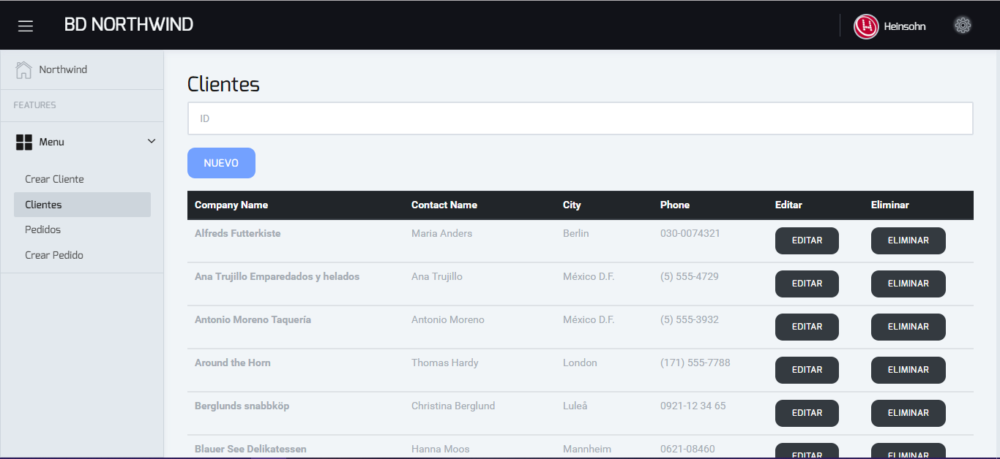 BD NORTHWIND
Heinsohn
Northwind
FEATURES
Menu
Crear Cliente
Clientes
Pedidos
Crear Pedido
Clientes
ID
NUEVO
Company Name Contact Name City Phone Editar Eliminar
Alfreds Futterkiste Maria Anders Berlin 030-0074321 EDITAR ELIMINAR
Ana Trujillo Emparedados y helados Ana Trujillo México D.F. (5) 555-4729 EDITAR ELIMINAR
Antonio Moreno Taquería Antonio Moreno México D.F. (5) 555-3932 EDITAR ELIMINAR
Around the Horn Thomas Hardy London (171) 555-7788 EDITAR ELIMINAR
Berglunds snabbköp Christina Berglund Luleå 0921-12 34 65 EDITAR ELIMINAR
Blauer See Delikatessen Hanna Moos Mannheim 0621-08460 EDITAR ELIMINAR